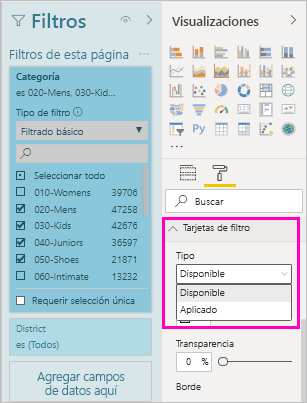 Filtros
Filtros de esta página ...
Categoría
es 020-Mens, 030-Kid...
Tipo de filtro
Filtrado básico
Seleccionar todo
010-Womens 39706
020-Mens 47258
030-Kids 42676
040-Juniors 36597
050-Shoes 21871
060-Intimate 13232
Requerir selección única
District
es (Todos)
Agregar campos
de datos aquí
Visualizaciones
R
Py
...
Buscar
Tarjetas de filtro
Tipo
Disponible
Disponible
Aplicado
Transparencia
0 %
Borde